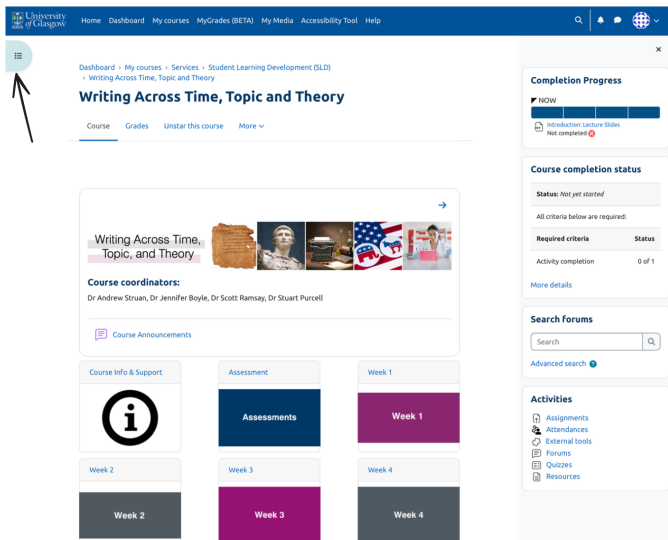 University
of Glasgow
Home Dashboard My courses MyGrades (BETA) My Media Accessibility Tool Help
Dashboard › My courses › Services › Student Learning Development (SLD)
› Writing Across Time, Topic and Theory
Writing Across Time, Topic and Theory
Course Grades Unstar this course More
Writing Across Time,
Topic, and Theory
Course coordinators:
Dr Andrew Struan, Dr Jennifer Boyle, Dr Scott Ramsay, Dr Stuart Purcell
Course Announcements
Course Info & Support
Assessment
Assessments
Week 1
Week 1
Week 2
Week 2
Week 3
Week 3
Week 4
Week 4
Completion Progress
NOW
Introduction: Lecture Slides
Not completed
Course completion status
Status: Not yet started
All criteria below are required:
Required criteria Status
Activity completion 0 of 1
More details
Search forums
Search
Advanced search ?
Activities
Assignments
Attendances
External tools
Forums
Quizzes
Resources